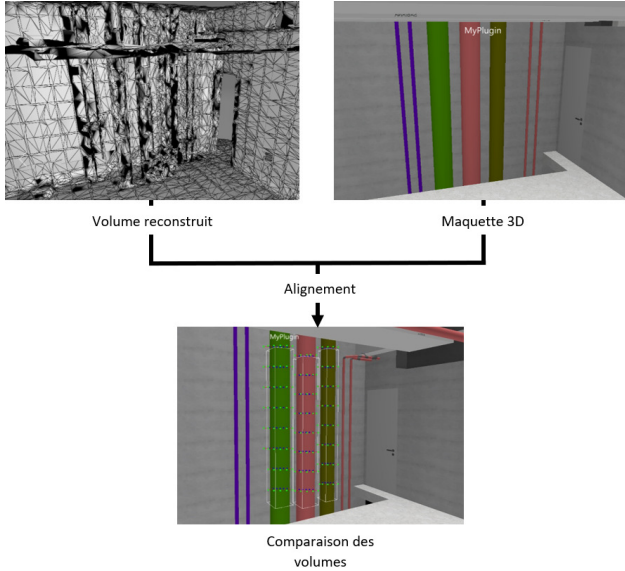 MyPlugin
Volume reconstruit
Maquette 3D
Alignement
MyPlugin
Comparaison des
volumes